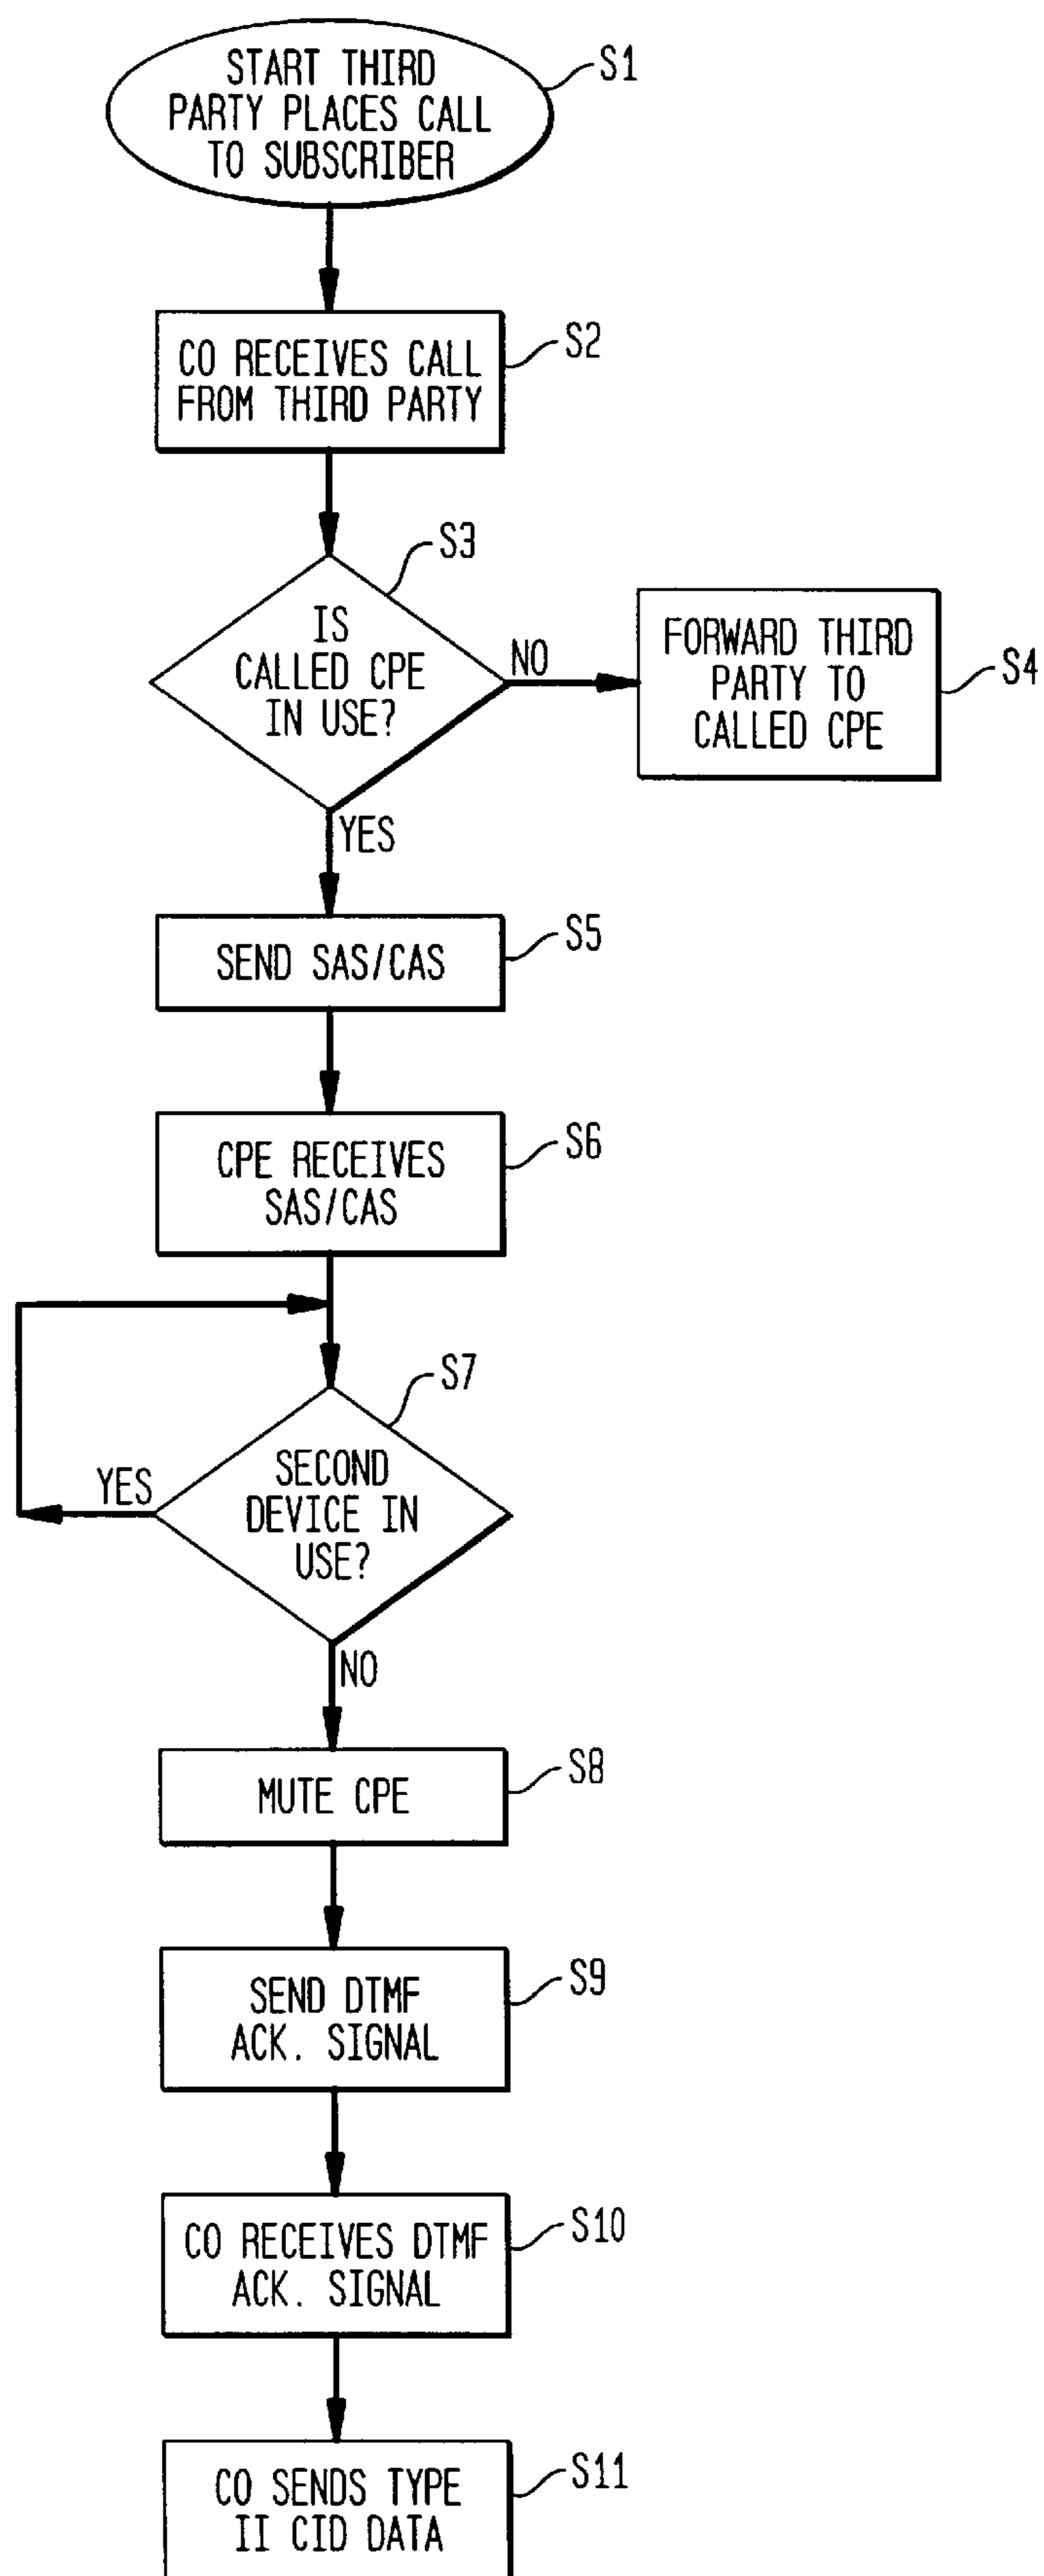 START THIRD
PARTY PLACES CALL
TO SUBSCRIBER
S1
CO RECEIVES CALL
FROM THIRD PARTY
S2
S3
IS
CALLED CPE
IN USE?
NO
FORWARD THIRD
PARTY TO
CALLED CPE
S4
YES
SEND SAS/CAS
S5
CPE RECEIVES
SAS/CAS
S6
S7
SECOND
DEVICE IN
USE?
YES
NO
MUTE CPE
S8
SEND DTMF
ACK. SIGNAL
S9
CO RECEIVES DTMF
ACK. SIGNAL
S10
CO SENDS TYPE
II CID DATA
S11